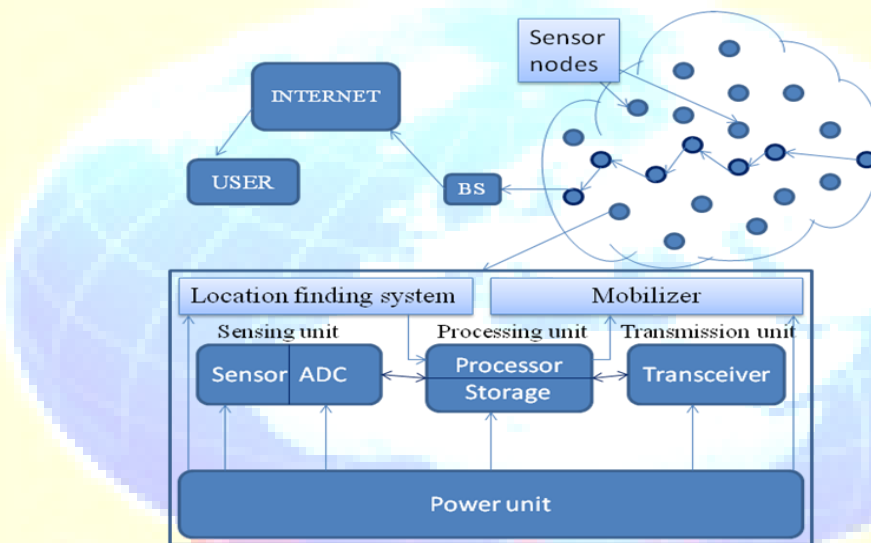 Sensor
nodes
INTERNET
USER
BS
Location finding system
Mobilizer
Sensing unit
Processing unit
Transmission unit
Sensor
ADC
Processor
Storage
Transceiver
Power unit